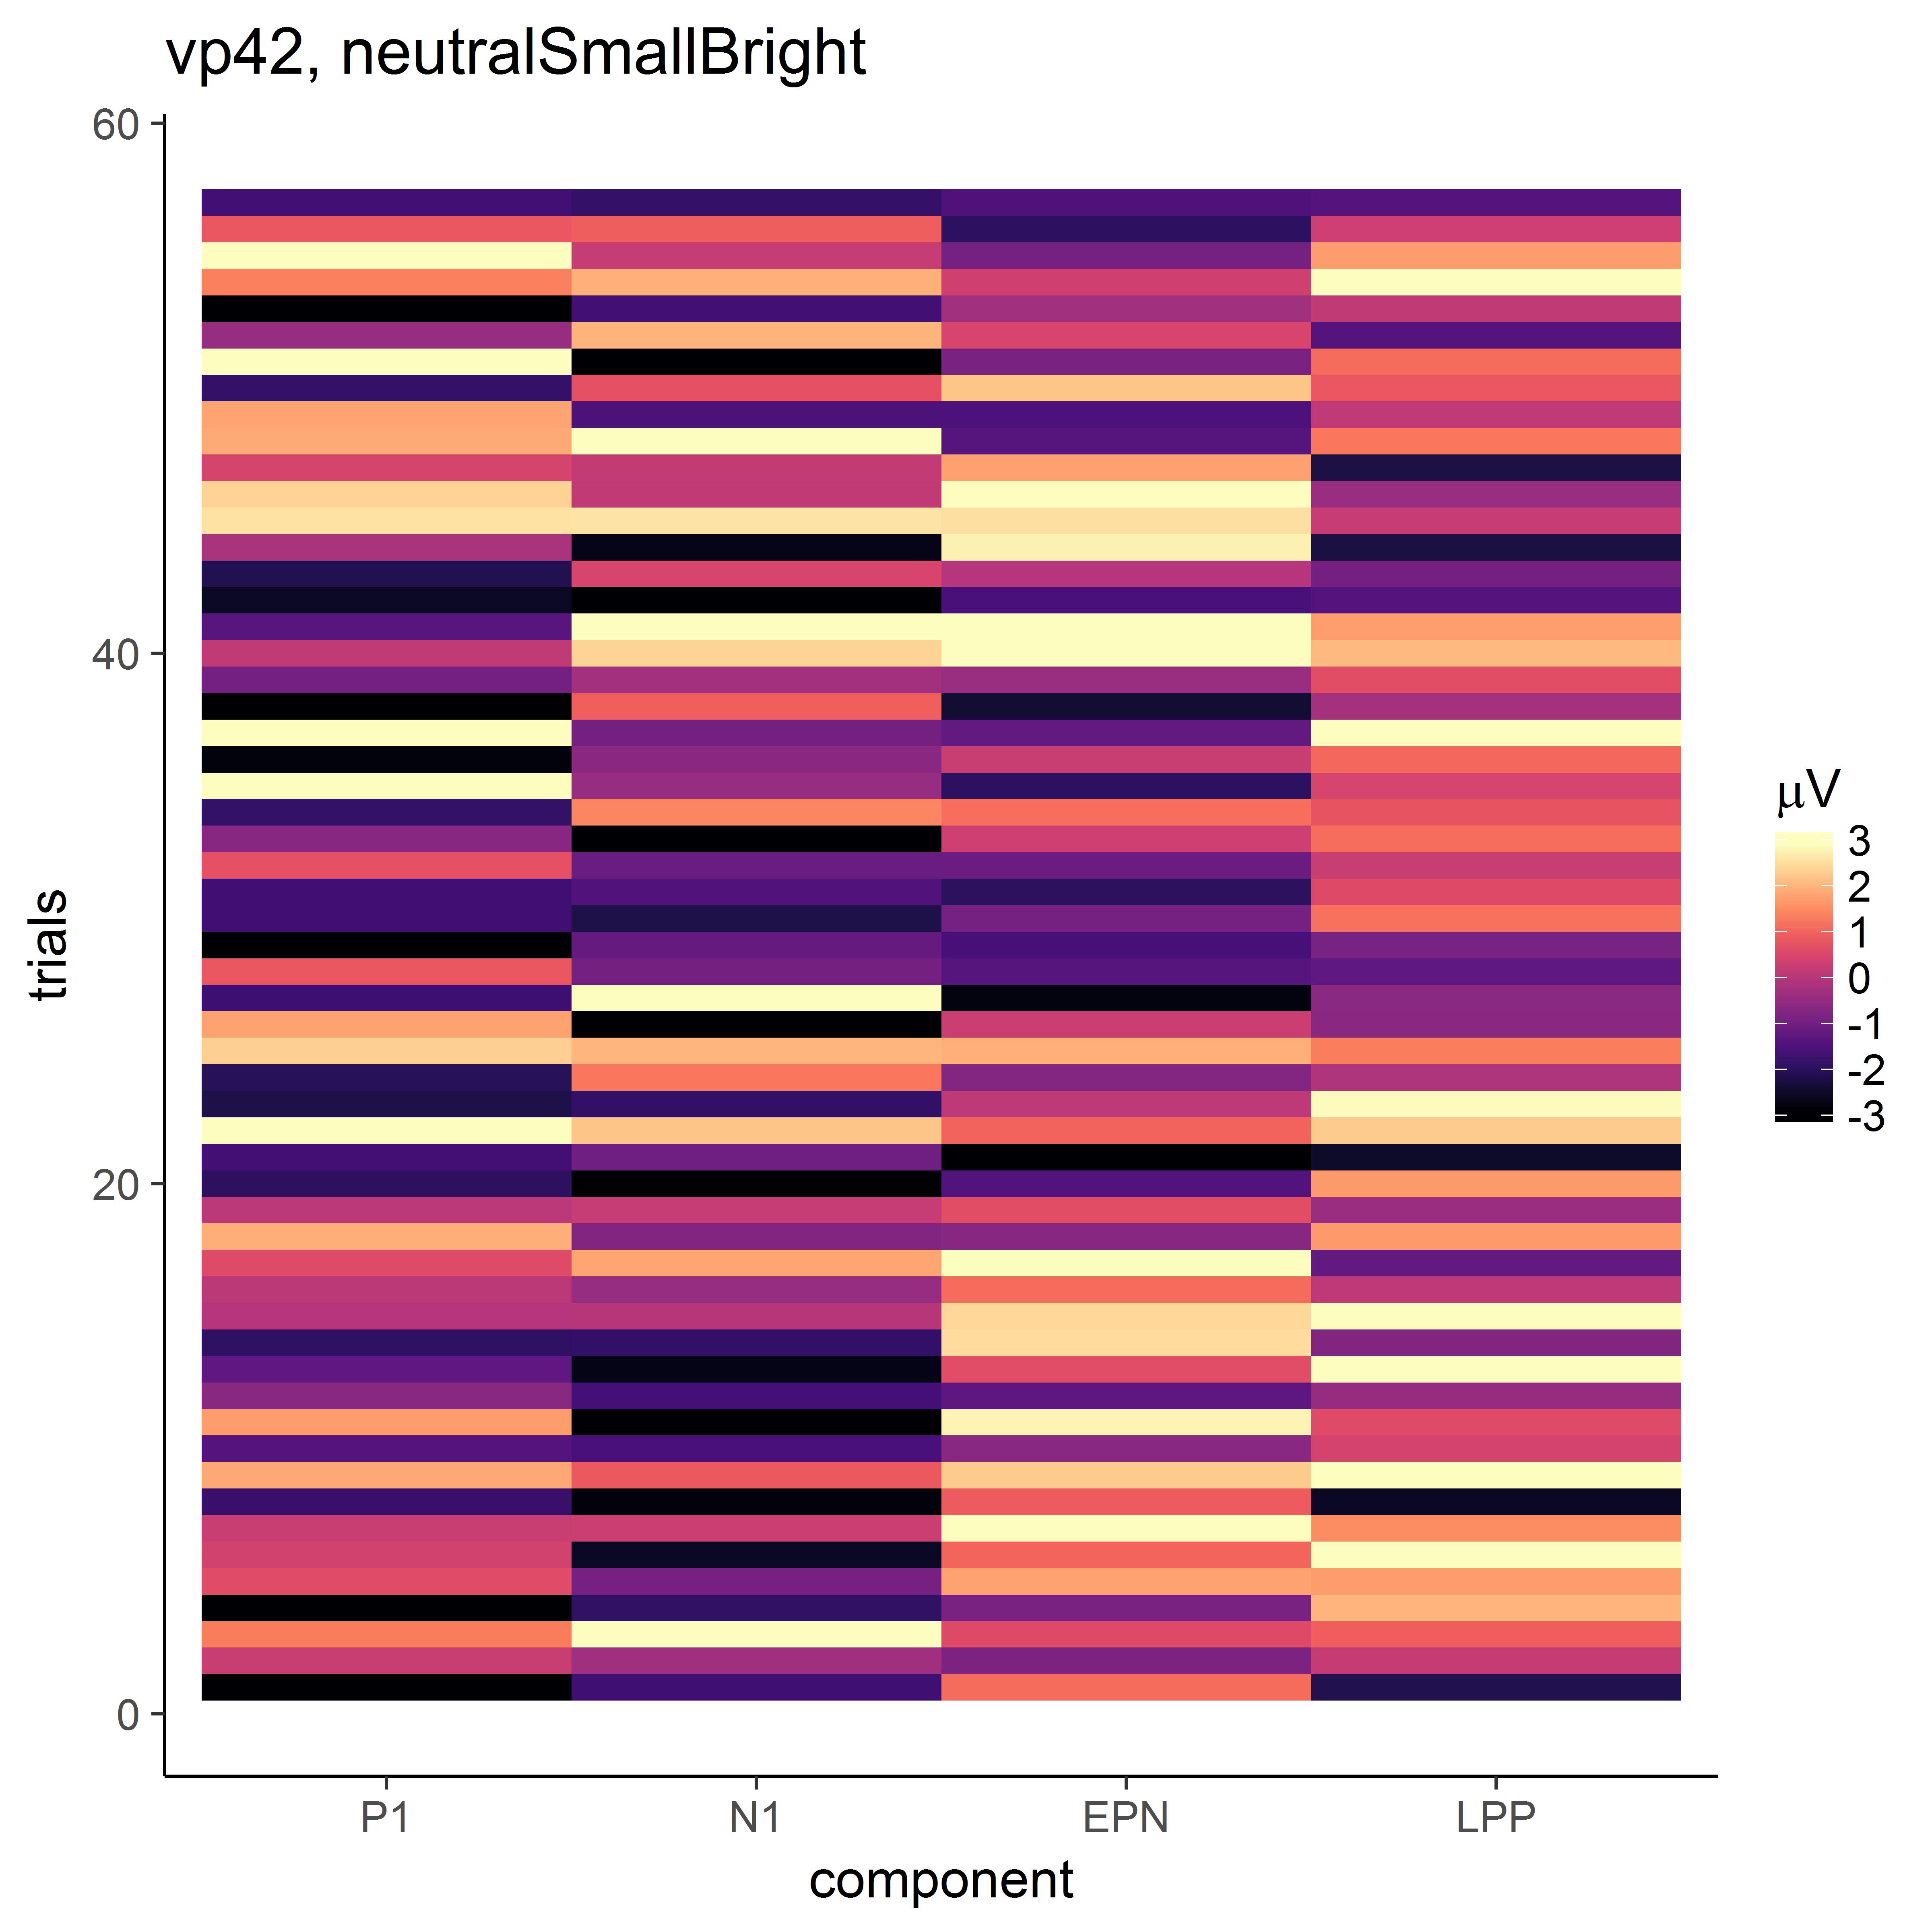 vp42, neutralSmallBright
60
40
20
0
trials
P1 N1 EPN LPP
component
μV
3
2
1
0
-1
-2
-3